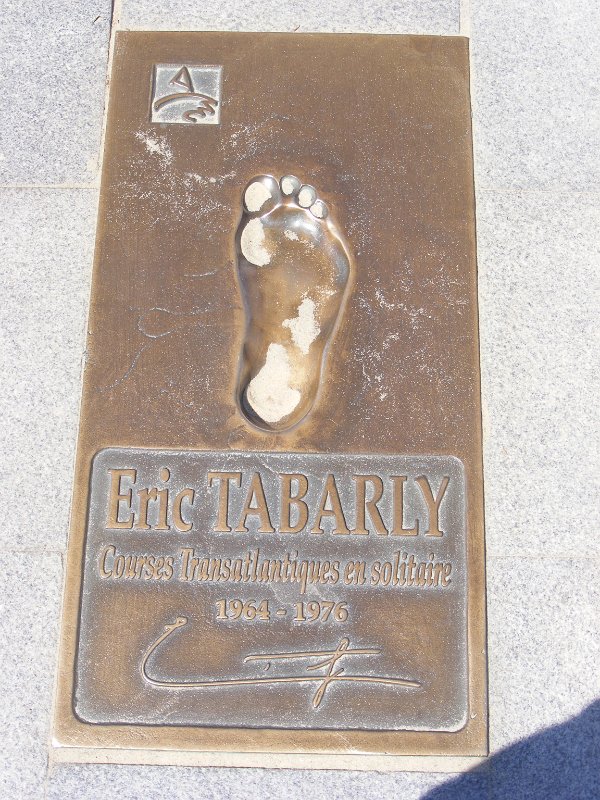 Eric TABARLY
Courses Transatlantiques en solitaire
1964 - 1976